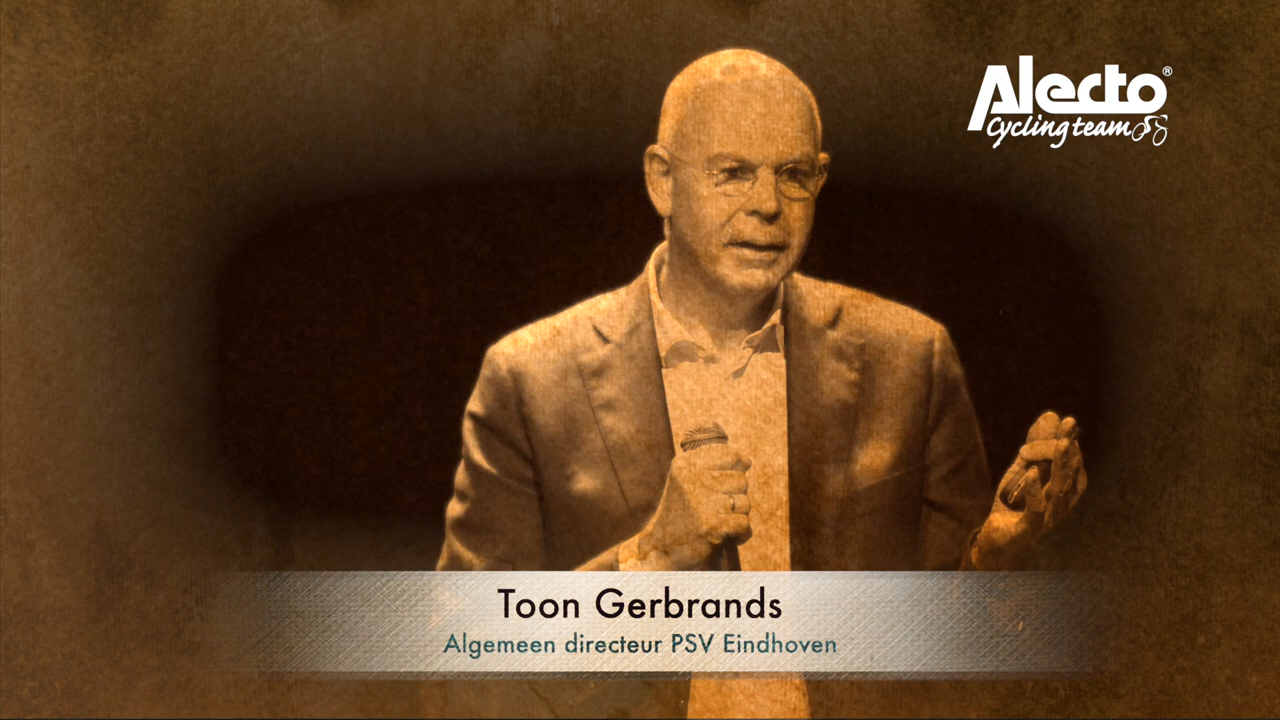 Alecto®
Cycling team
Toon Gerbrands
Algemeen directeur PSV Eindhoven